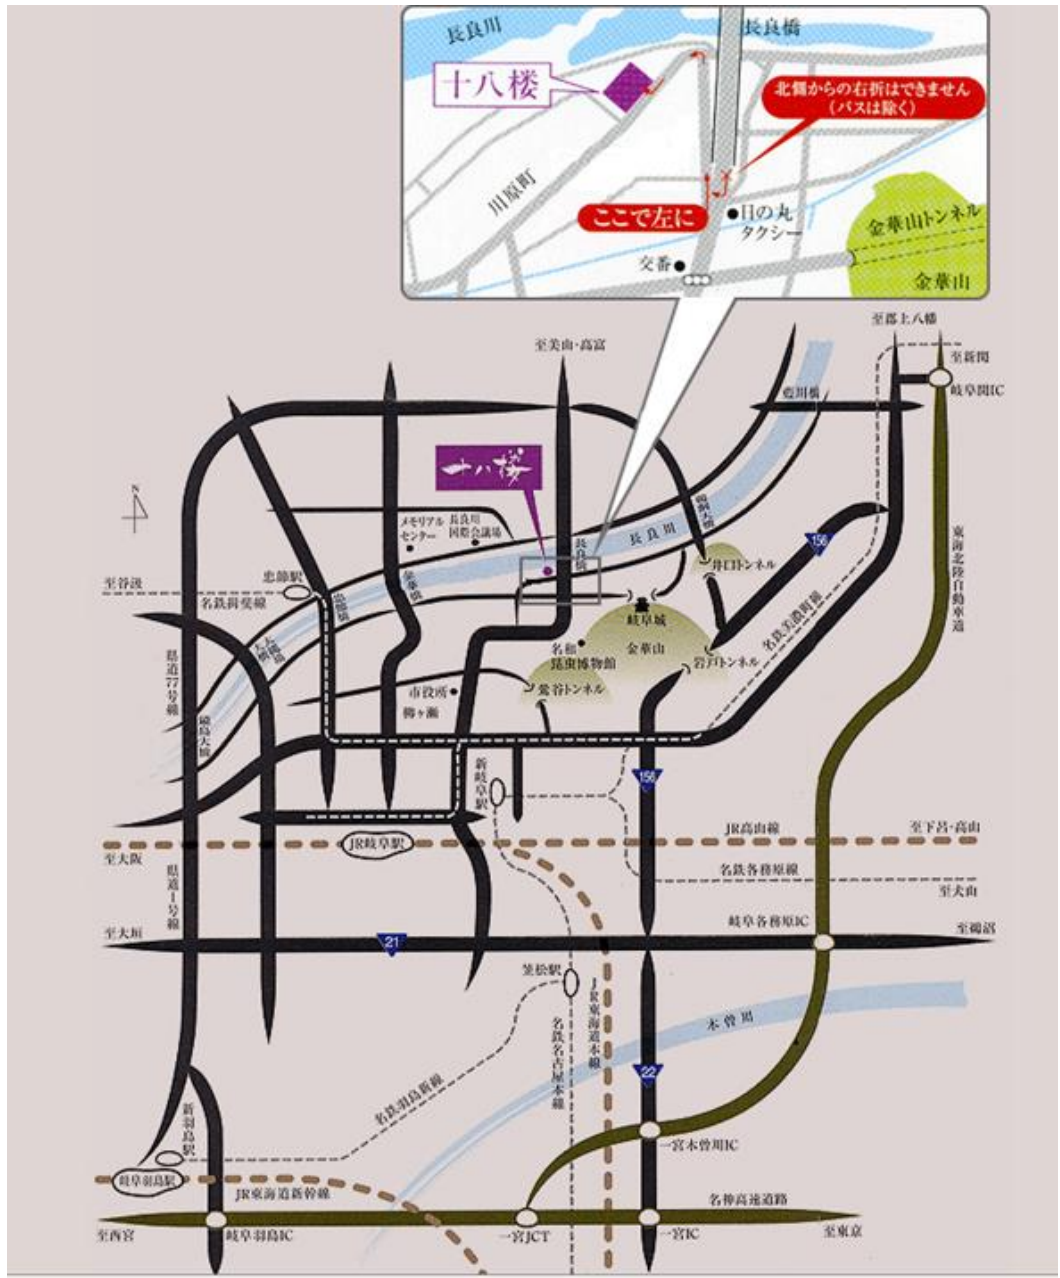 長良川
長良橋
十八楼
北側からの右折はできません
(バスは除く)
川原町
ここで左に
日の丸
タクシー
交番
金華山トンネル
金華山
至郡上八幡
至美山・高富
至新関
岐阜関IC
藍川橋
十八楼
N
メモリアル
センター
長良川
国際会議場
長良川
長良橋
156
井口トンネル
東海北陸自動車道
至谷汲
忠節駅
名鉄揖斐線
金華橋
忠節橋
岐阜城
名鉄美濃町線
金華山
名和
昆虫博物館
岩戸トンネル
県道77号線
市役所
柳ヶ瀬
鶯谷トンネル
鏡島大橋
新岐阜駅
156
JR高山線
至下呂・高山
JR岐阜駅
至大阪
県道1号線
名鉄各務原線
至犬山
岐阜各務原IC
至大垣
21
至鵜沼
笠松駅
JR東海道本線
木曽川
名鉄名古屋本線
22
名鉄羽島新線
新羽島駅
一宮木曽川IC
岐阜羽島駅
JR東海道新幹線
名神高速道路
至西宮
岐阜羽島IC
一宮JCT
一宮IC
至東京